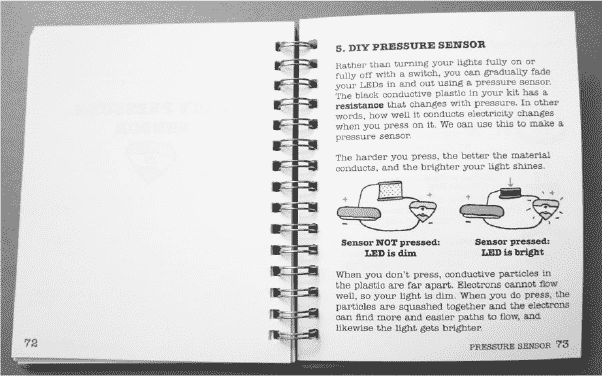 5. DIY PRESSURE SENSOR
Rather than turning your lights fully on or
fully off with a switch, you can gradually fade
your LEDs in and out using a pressure sensor.
The black conductive plastic in your kit has a
resistance that changes with pressure. In other
words, how well it conducts electricity changes
when you press on it. We can use this to make a
pressure sensor.
The harder you press, the better the material
conducts, and the brighter your light shines.
Sensor NOT pressed:
LED is dim
Sensor pressed:
LED is bright
When you don't press, conductive particles in
the plastic are far apart. Electrons cannot flow
well, so your light is dim. When you do press, the
particles are squashed together and the electrons
can find more and easier paths to flow, and
likewise the light gets brighter.
72
PRESSURE SENSOR 73